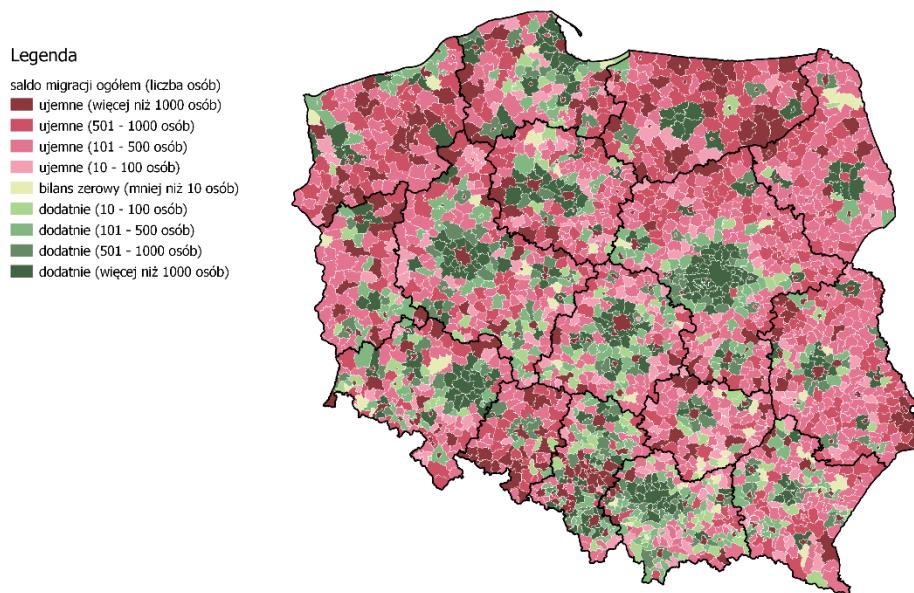 Legenda
saldo migracji ogółem (liczba osób)
ujemne (więcej niż 1000 osób)
ujemne (501 - 1000 osób)
ujemne (101 - 500 osób)
ujemne (10 - 100 osób)
bilans zerowy (mniej niż 10 osób)
dodatnie (10 - 100 osób)
dodatnie (101 - 500 osób)
dodatnie (501 - 1000 osób)
dodatnie (więcej niż 1000 osób)